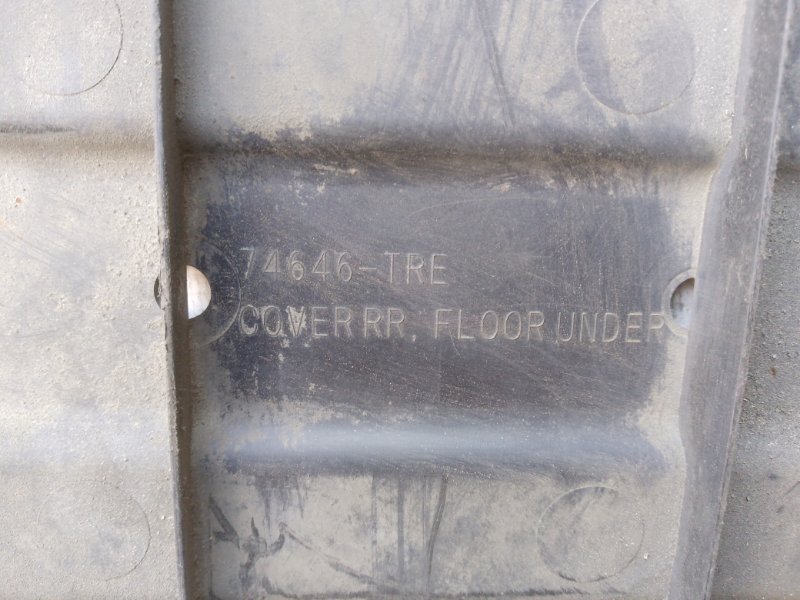 74646-TRE
COVER RR. FLOOR UNDER